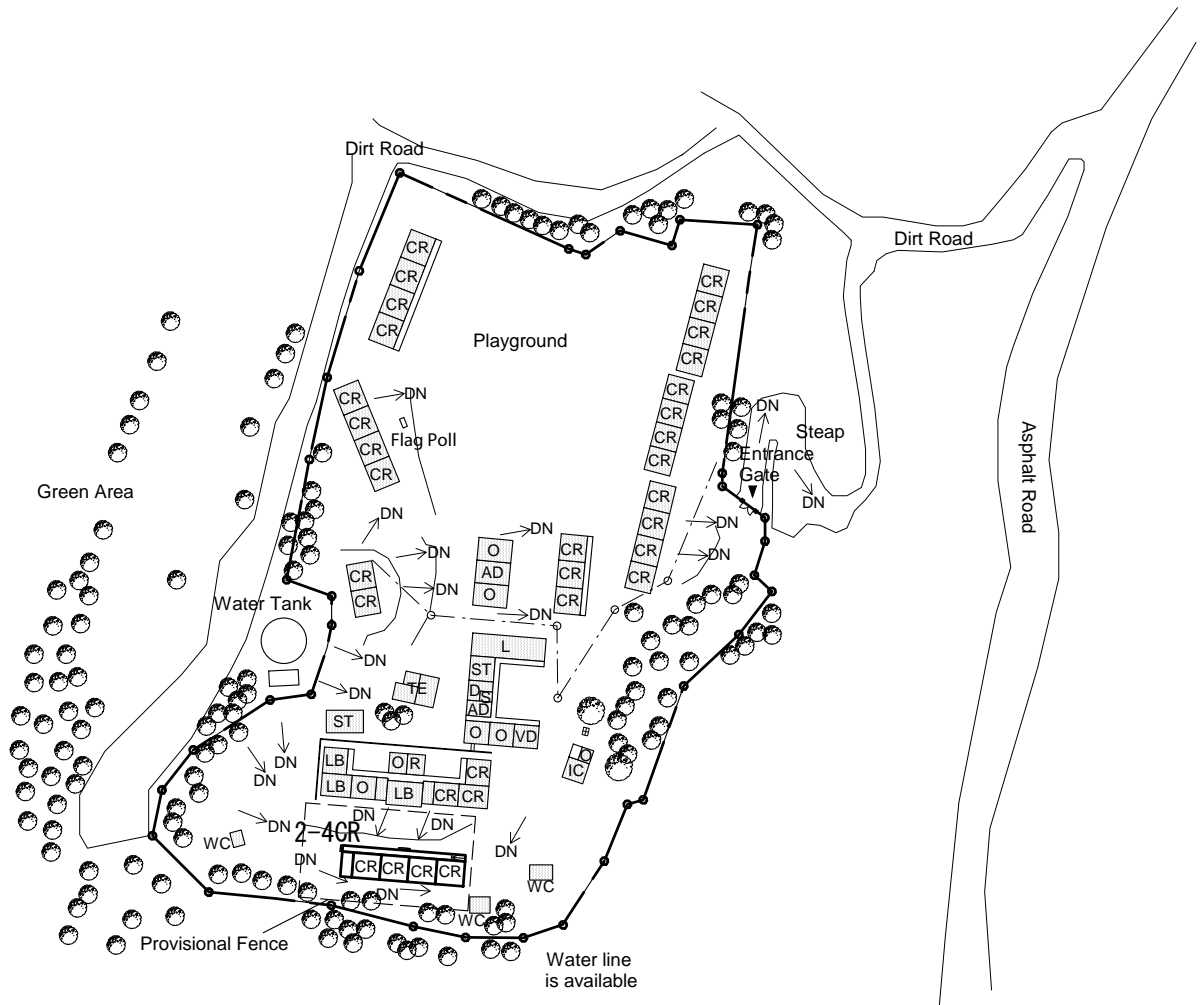 Dirt Road
Dirt Road
CR
CR
CR
CR
CR
CR
CR
CR
Playground
CR
CR
CR
CR
DN
Flag Poll
CR
CR
CR
CR
DN
Steap
Entrance
Gate
DN
Asphalt Road
Green Area
CR
CR
CR
CR
DN
DN
DN
DN
DN
DN
O
AD
O
CR
CR
CR
CR
CR
DN
Water Tank
DN
DN
L
ST
D
S
AD
O
O
VD
TE
ST
O
IC
LB
O
R
CR
LB
O
LB
CR
CR
DN
DN
DN
DN
DN
DN
2-4CR
WC
DN
CR
CR
CR
CR
DN
WC
WC
Provisional Fence
Water line
is available